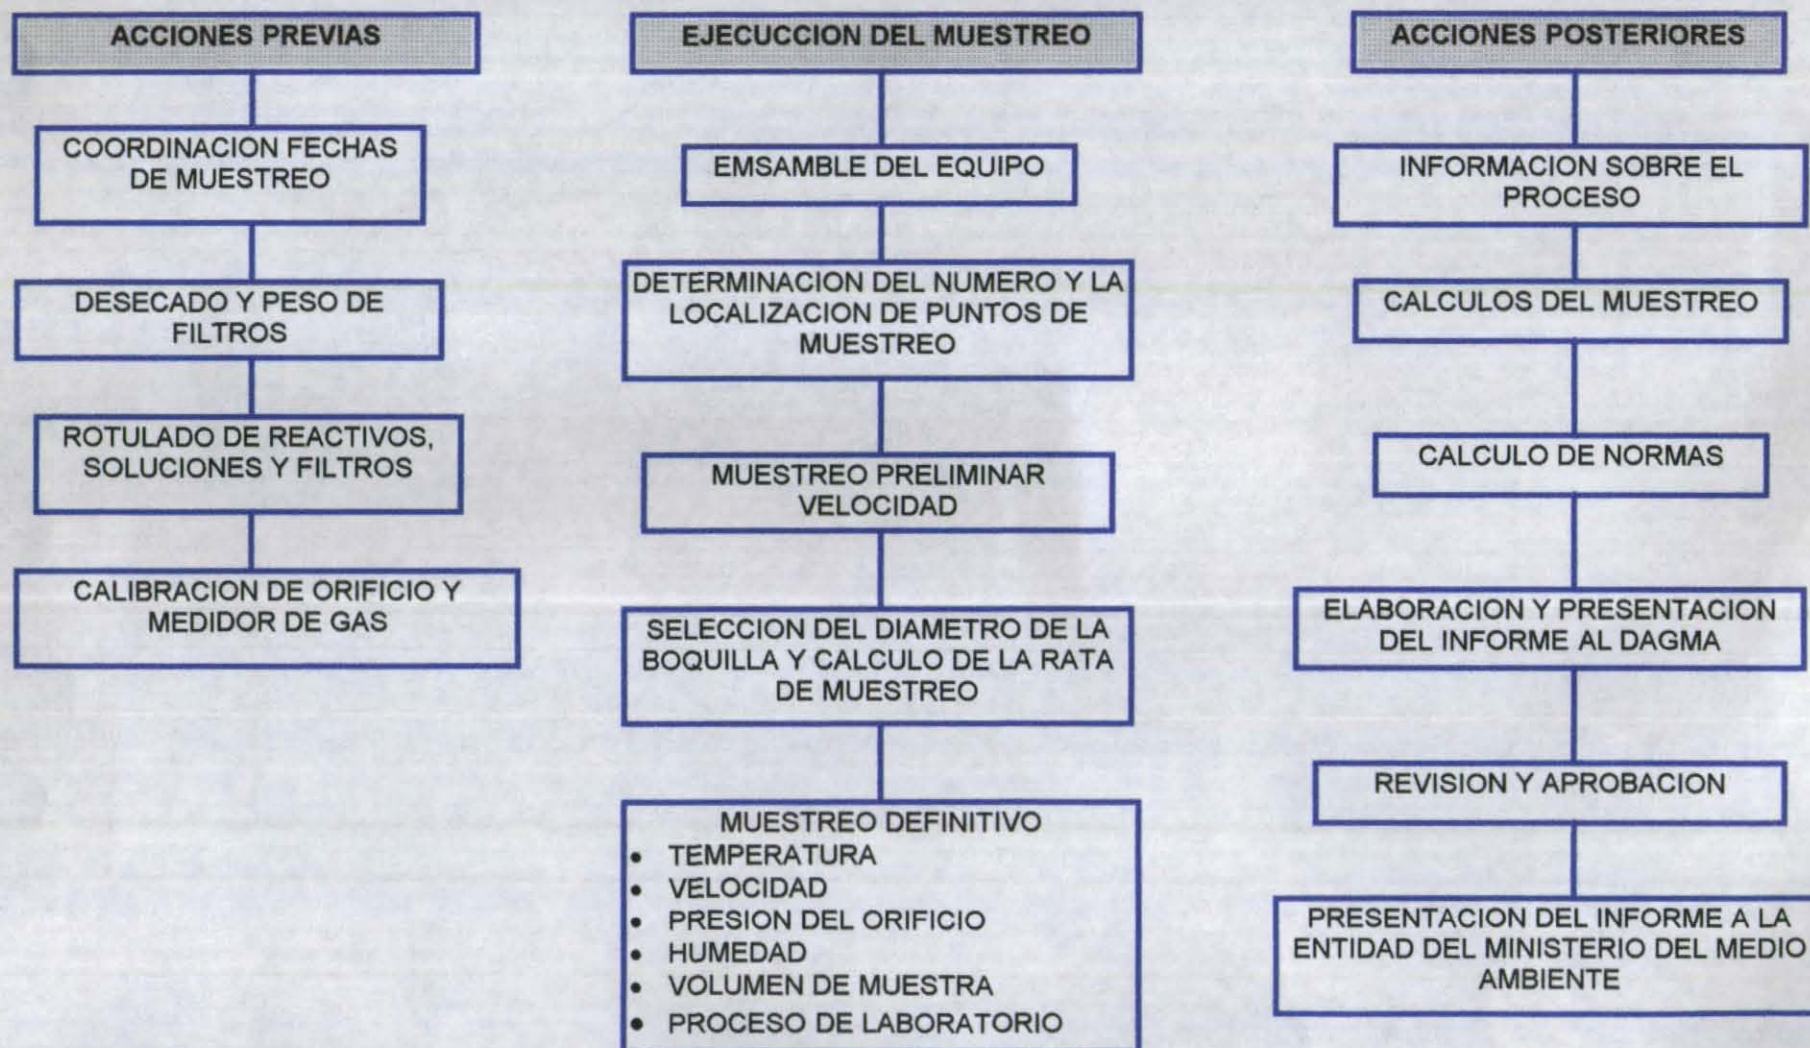 ACCIONES PREVIAS
COORDINACION FECHAS
DE MUESTREO
DESECADO Y PESO DE
FILTROS
ROTULADO DE REACTIVOS,
SOLUCIONES Y FILTROS
CALIBRACION DE ORIFICIO Y
MEDIDOR DE GAS
EJECUCCION DEL MUESTREO
EMSAMBLE DEL EQUIPO
DETERMINACION DEL NUMERO Y LA
LOCALIZACION DE PUNTOS DE
MUESTREO
MUESTREO PRELIMINAR
VELOCIDAD
SELECCION DEL DIAMETRO DE LA
BOQUILLA Y CALCULO DE LA RATA
DE MUESTREO
MUESTREO DEFINITIVO
• TEMPERATURA
• VELOCIDAD
• PRESION DEL ORIFICIO
• HUMEDAD
• VOLUMEN DE MUESTRA
• PROCESO DE LABORATORIO
ACCIONES POSTERIORES
INFORMACION SOBRE EL
PROCESO
CALCULOS DEL MUESTREO
CALCULO DE NORMAS
ELABORACION Y PRESENTACION
DEL INFORME AL DAGMA
REVISION Y APROBACION
PRESENTACION DEL INFORME A LA
ENTIDAD DEL MINISTERIO DEL MEDIO
AMBIENTE